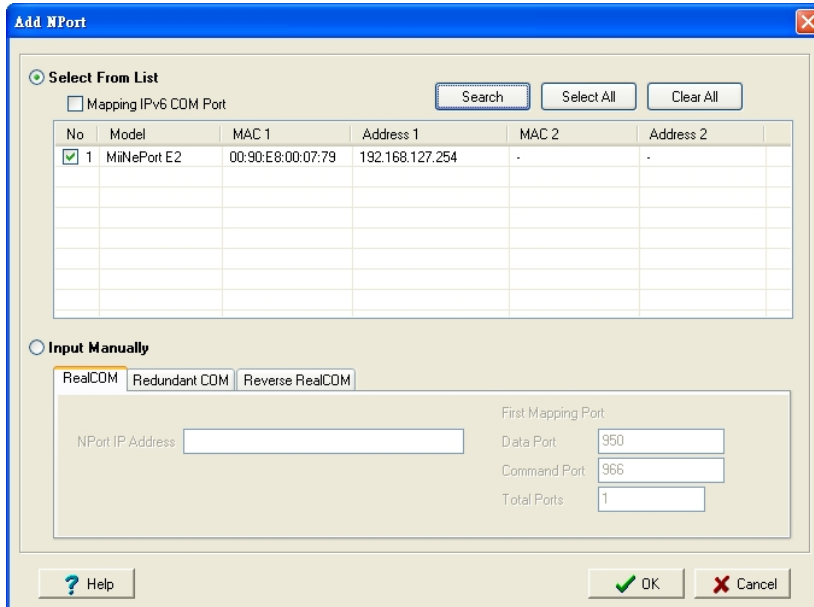 Add NPort
Select From List
Mapping IPv6 COM Port
Search
Select All
Clear All
No Model MAC 1 Address 1 MAC 2 Address 2
1 MiiNePort E2 00:90:E8:00:07:79 192.168.127.254 - -
Input Manually
RealCOM Redundant COM Reverse RealCOM
First Mapping Port
NPort IP Address
Data Port 950
Command Port 966
Total Ports 1
? Help
OK
Cancel